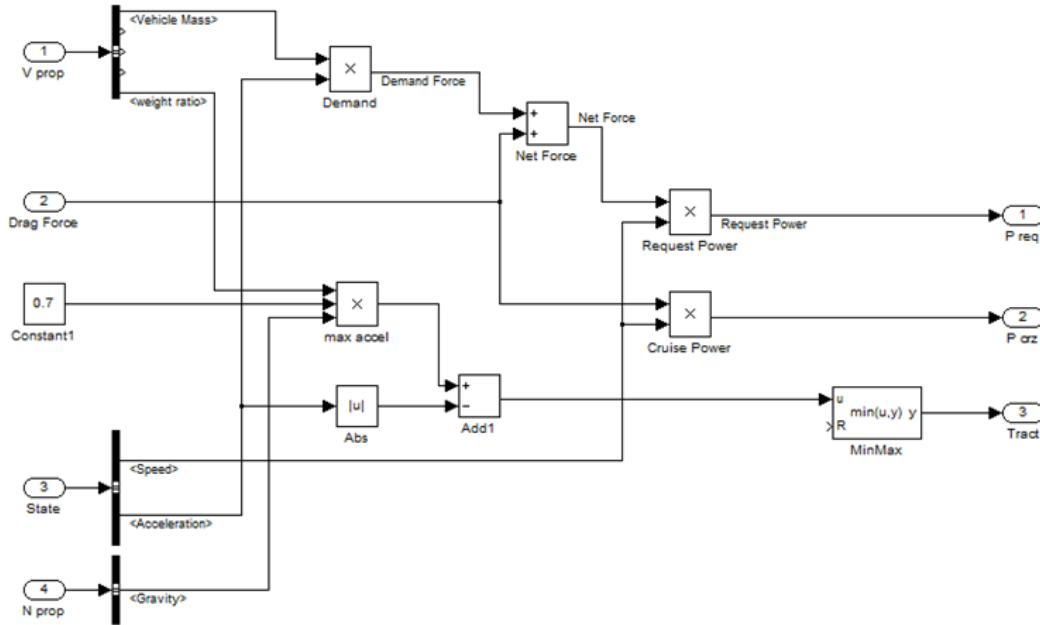 <Vehicle Mass>
1
V prop
×
Demand
Demand Force
<weight ratio>
+
+
Net Force
Net Force
2
Drag Force
×
Request Power
Request Power
1
P req
0.7
Constant1
×
max accel
×
Cruise Power
2
P crz
|u|
Abs
+
−
Add1
u
R
min(u,y) y
MinMax
3
Tract
<Speed>
3
State
<Acceleration>
4
N prop
<Gravity>